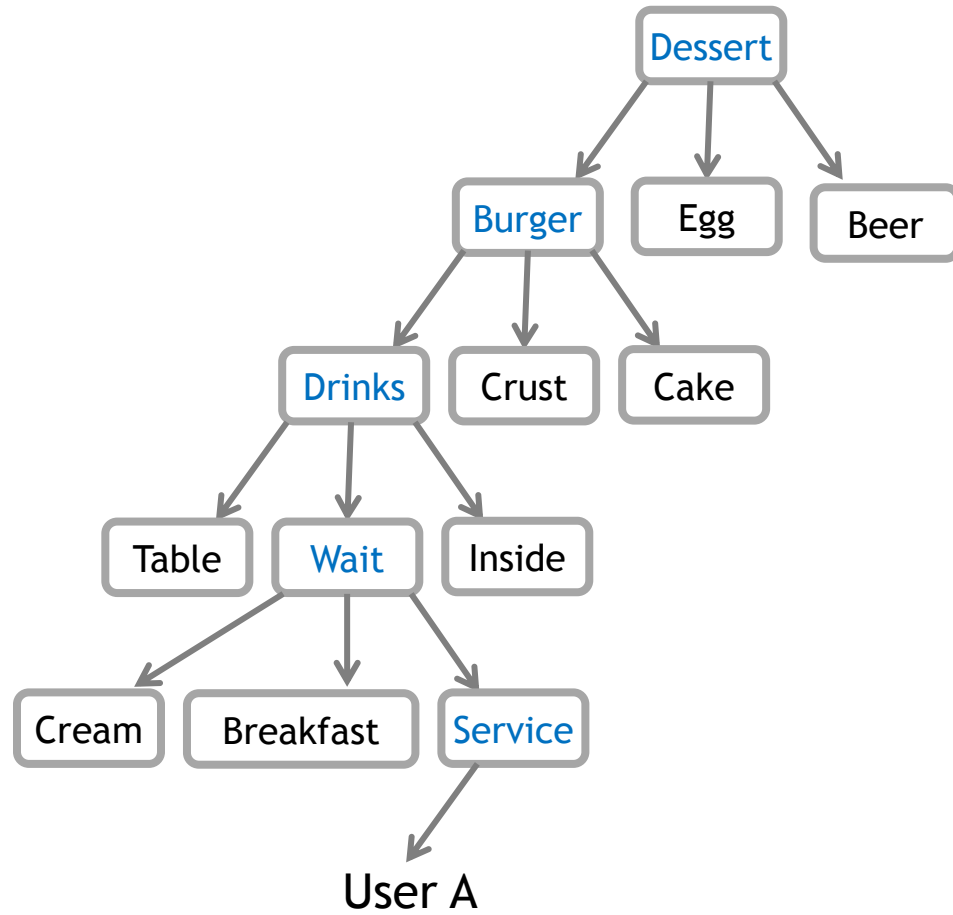 Dessert
Burger
Egg
Beer
Drinks
Crust
Cake
Table
Wait
Inside
Cream
Breakfast
Service
User A